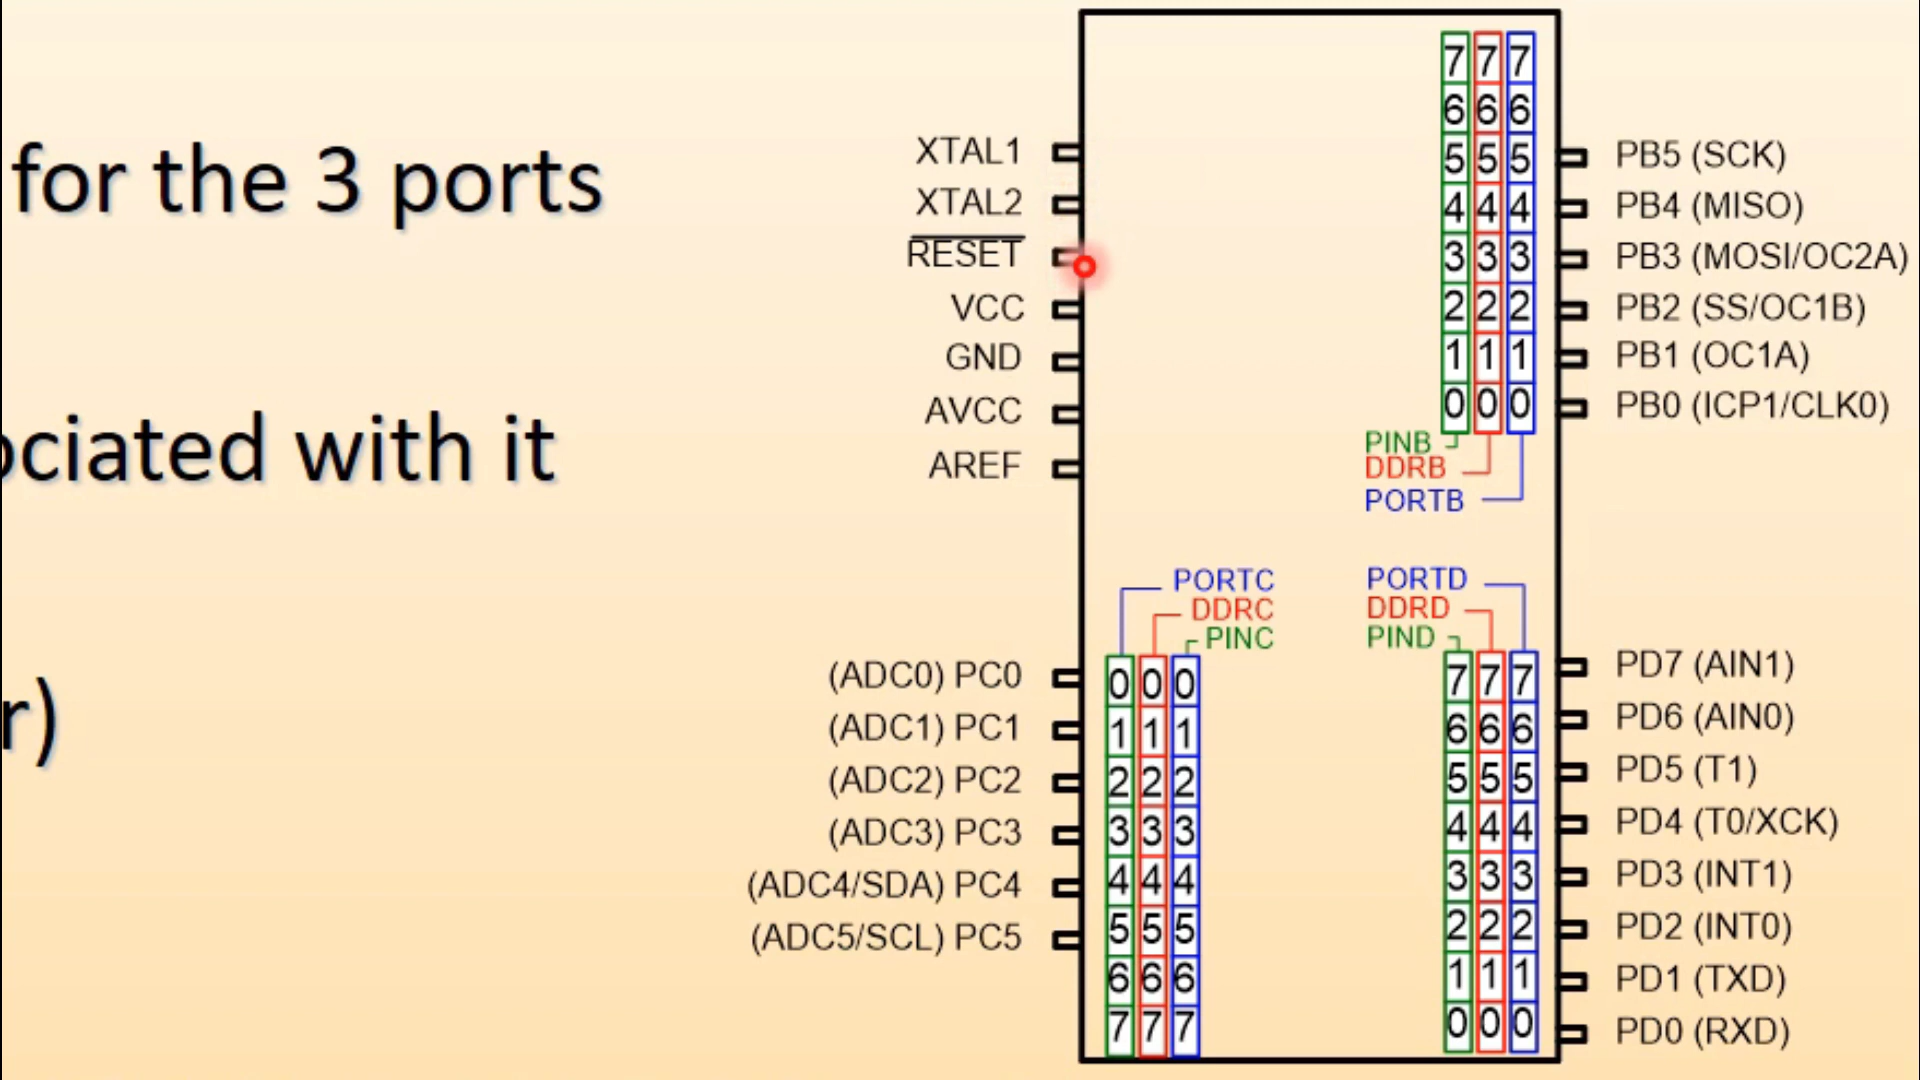 for the 3 ports
ociated with it
r)
XTAL1
XTAL2
RESET
VCC
GND
AVCC
AREF
(ADC0) PC0
(ADC1) PC1
(ADC2) PC2
(ADC3) PC3
(ADC4/SDA) PC4
(ADC5/SCL) PC5
7 7 7
6 6 6
5 5 5
4 4 4
3 3 3
2 2 2
1 1 1
0 0 0
PINB
DDRB
PORTB
PB5 (SCK)
PB4 (MISO)
PB3 (MOSI/OC2A)
PB2 (SS/OC1B)
PB1 (OC1A)
PB0 (ICP1/CLK0)
PORTC
DDRC
PINC
0 0 0
1 1 1
2 2 2
3 3 3
4 4 4
5 5 5
6 6 6
7 7 7
PORTD
DDRD
PIND
7 7 7
6 6 6
5 5 5
4 4 4
3 3 3
2 2 2
1 1 1
0 0 0
PD7 (AIN1)
PD6 (AIN0)
PD5 (T1)
PD4 (T0/XCK)
PD3 (INT1)
PD2 (INT0)
PD1 (TXD)
PD0 (RXD)